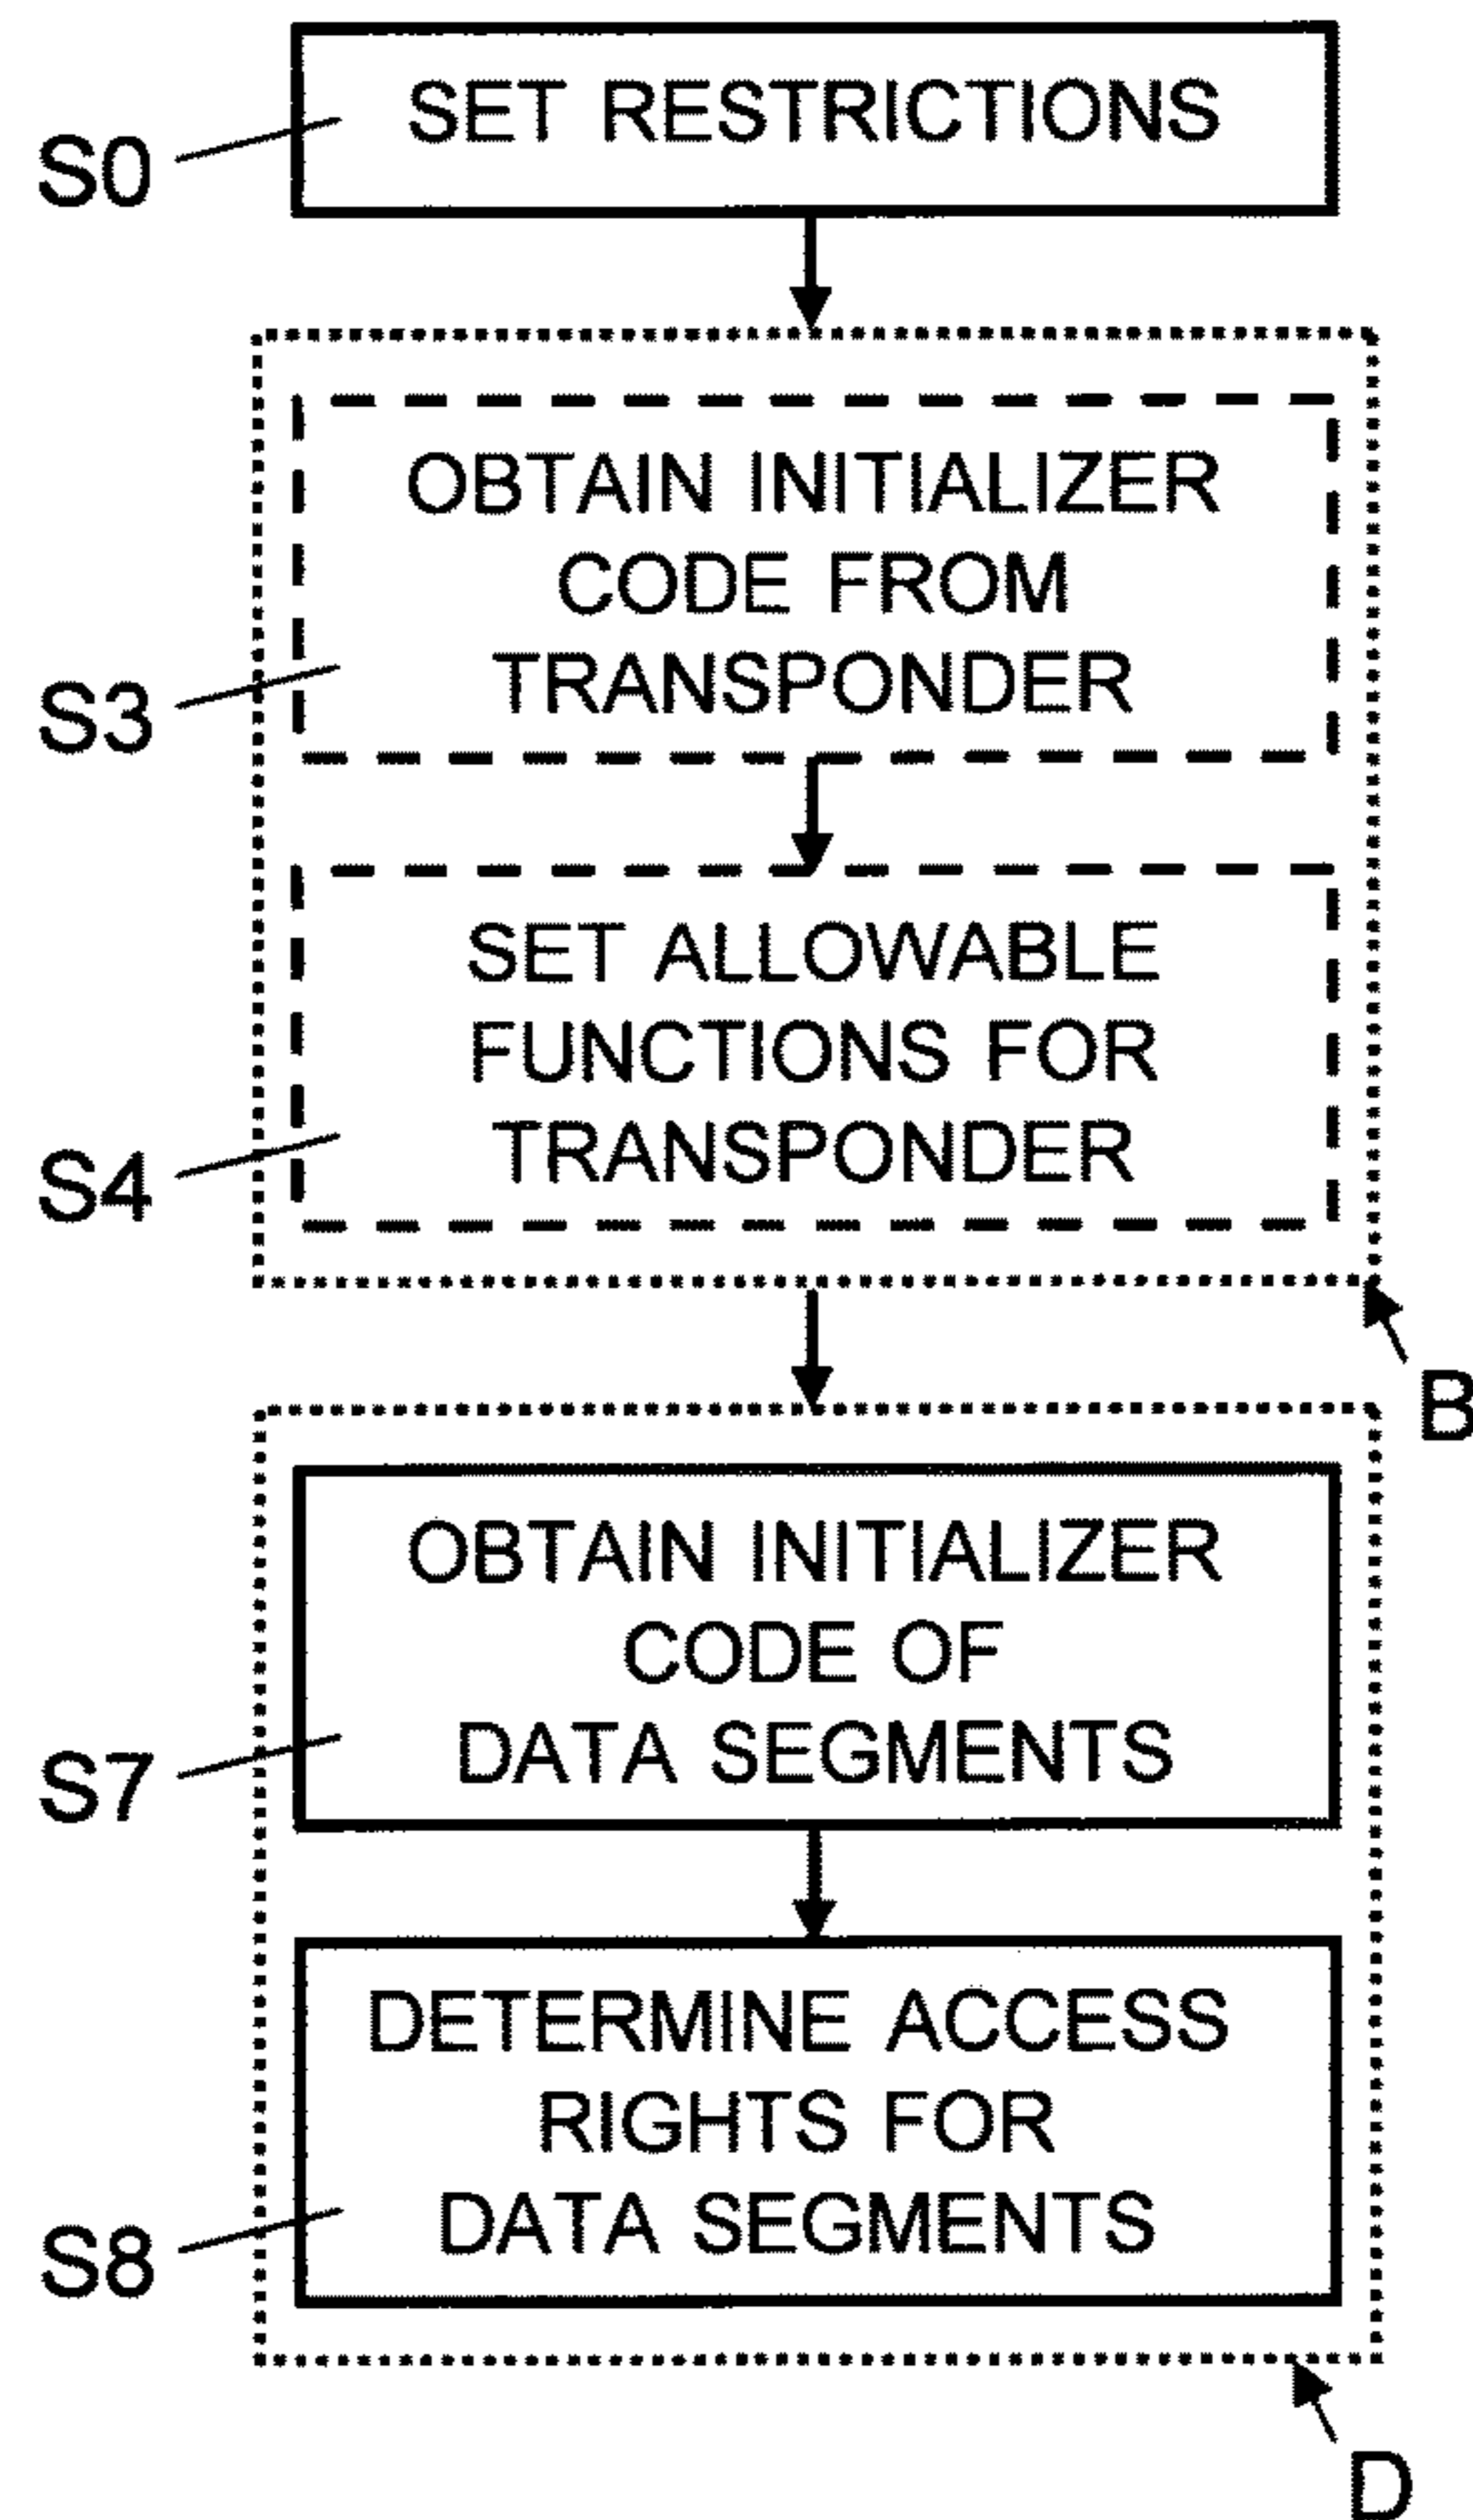 SET RESTRICTIONS
S0
OBTAIN INITIALIZER
CODE FROM
TRANSPONDER
S3
SET ALLOWABLE
FUNCTIONS FOR
TRANSPONDER
S4
B
OBTAIN INITIALIZER
CODE OF
DATA SEGMENTS
S7
DETERMINE ACCESS
RIGHTS FOR
DATA SEGMENTS
S8
D